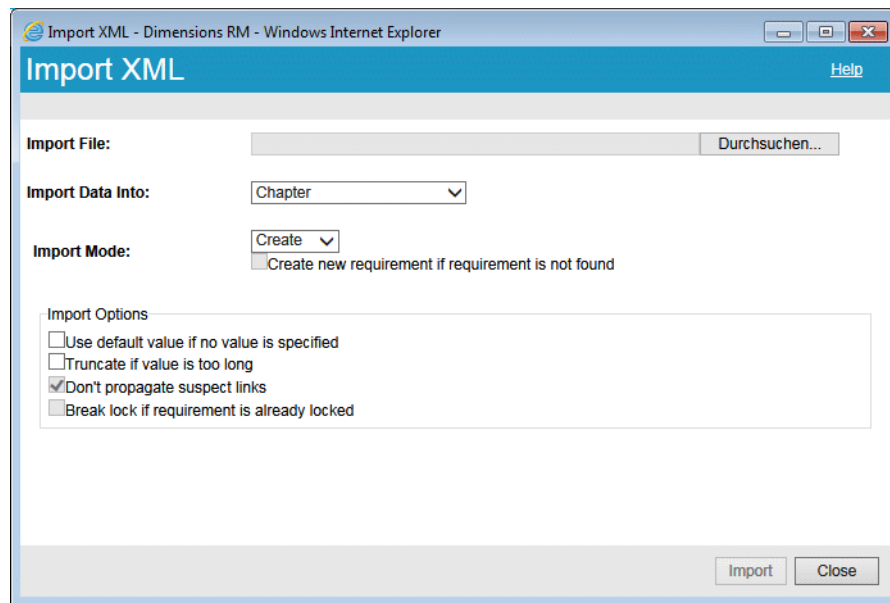 Import XML - Dimensions RM - Windows Internet Explorer
Import XML
Help
Import File:
Durchsuchen...
Import Data Into:
Chapter
Import Mode:
Create
Create new requirement if requirement is not found
Import Options
Use default value if no value is specified
Truncate if value is too long
Don't propagate suspect links
Break lock if requirement is already locked
Import
Close